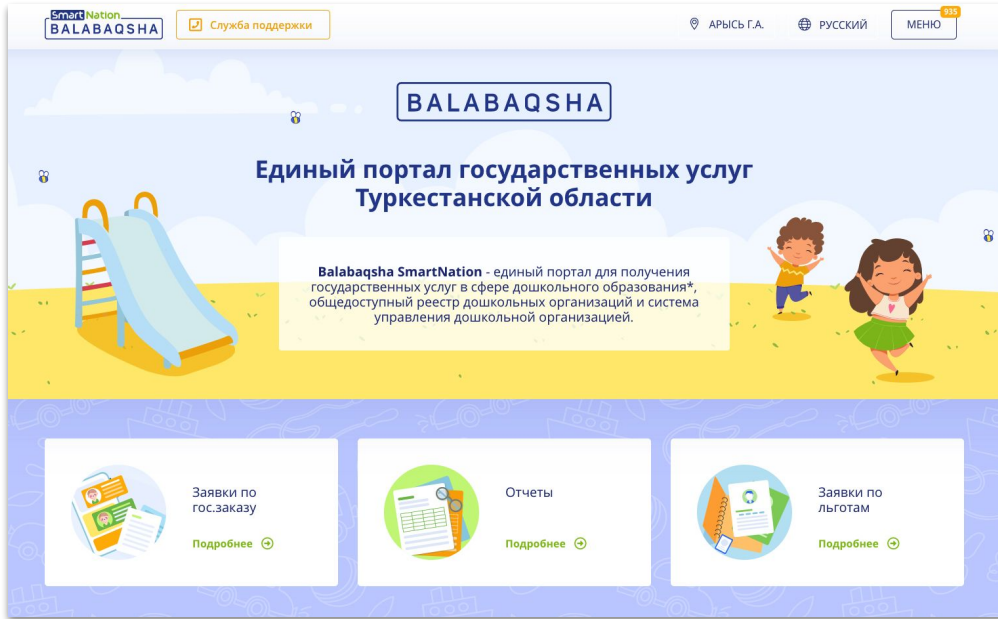 Smart Nation
BALABAQSHA
Служба поддержки
АРЫСЬ Г.А.
РУССКИЙ
МЕНЮ
935
BALABAQSHA
Единый портал государственных услуг
Туркестанской области
Balabaqsha SmartNation - единый портал для получения
государственных услуг в сфере дошкольного образования*,
общедоступный реестр дошкольных организаций и система
управления дошкольной организацией.
Заявки по
гос.заказу
Подробнее
Отчеты
Подробнее
Заявки по
льготам
Подробнее